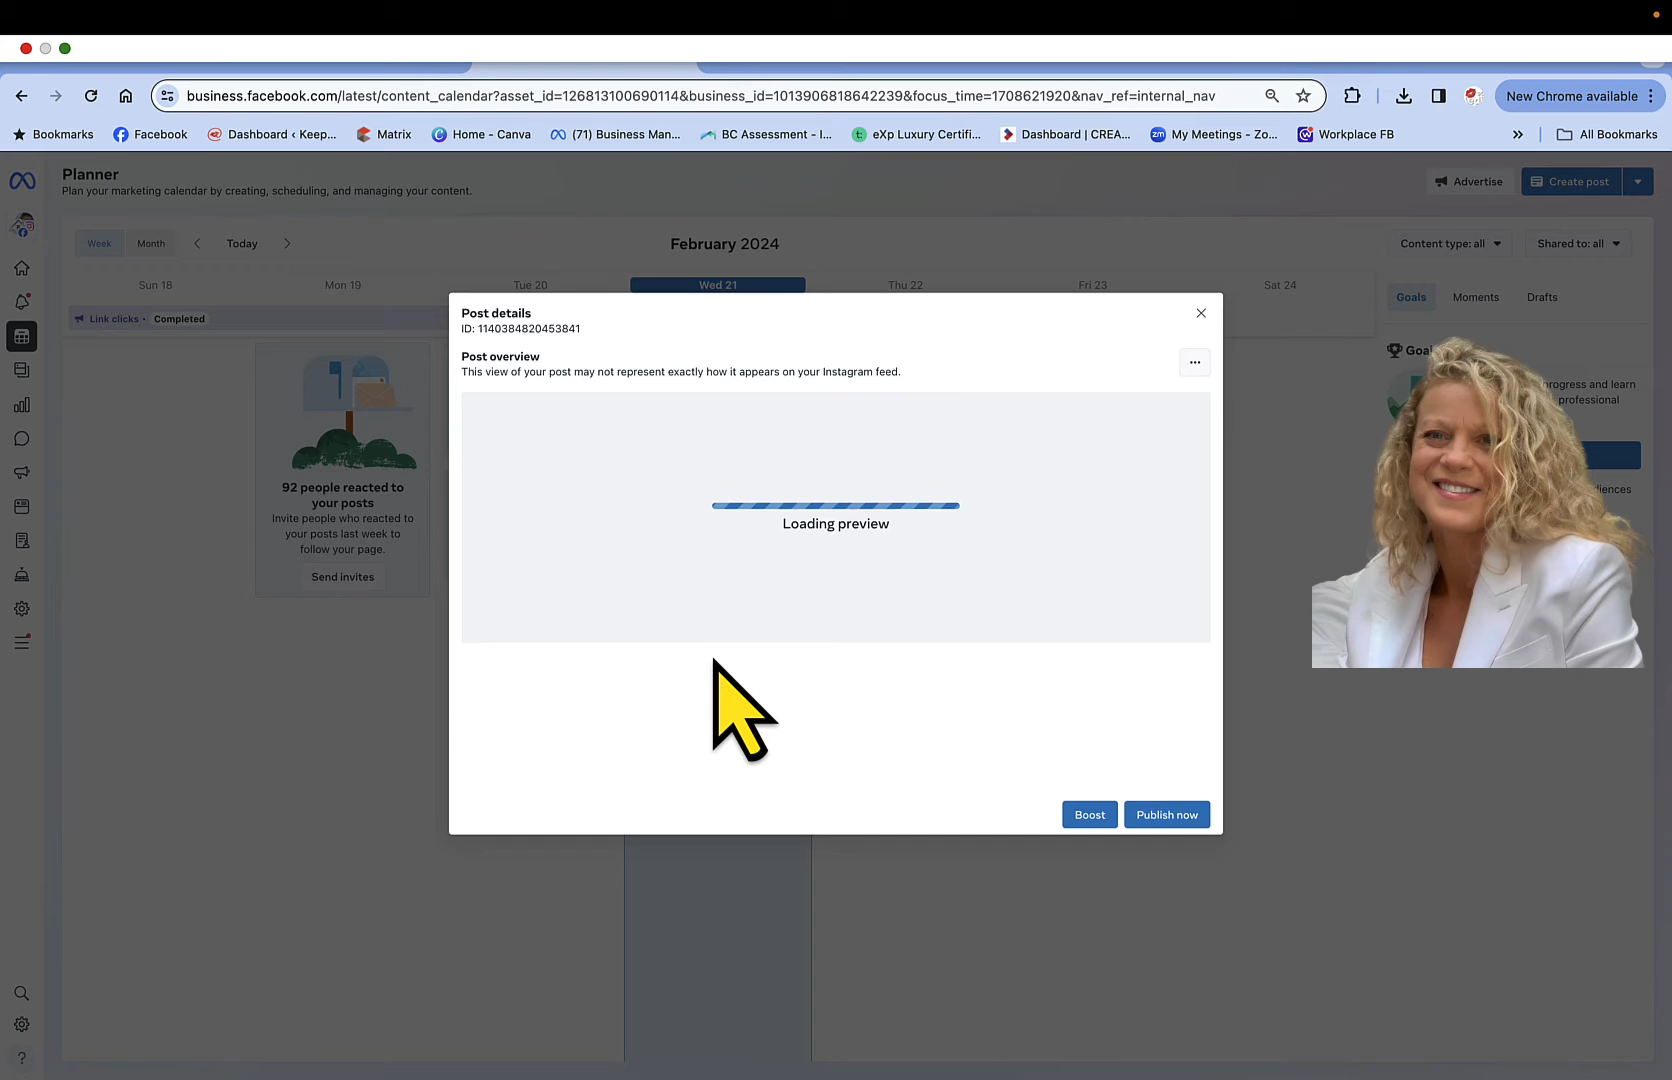 business.facebook.com/latest/content_calendar?asset_id=126813100690114&business_id=1013906818642239&focus_time=1708621920&nav_ref=internal_nav
New Chrome available
Bookmarks
Facebook
Dashboard ‹ Keep...
Matrix
Home - Canva
(71) Business Man...
BC Assessment - I...
eXp Luxury Certifi...
Dashboard | CREA...
zm
My Meetings - Zo...
Workplace FB
»
All Bookmarks
Planner
Plan your marketing calendar by creating, scheduling, and managing your content.
Advertise
Create post
Week
Month
Today
February 2024
Content type: all
Shared to: all
Sun 18
Mon 19
Tue 20
Wed 21
Thu 22
Fri 23
Sat 24
Link clicks · Completed
Goals
Moments
Drafts
Post details
ID: 1140384820453841
Post overview
This view of your post may not represent exactly how it appears on your Instagram feed.
Loading preview
Boost
Publish now
92 people reacted to
your posts
Invite people who reacted to
your posts last week to
follow your page.
Send invites
Goa
progress and learn
professional